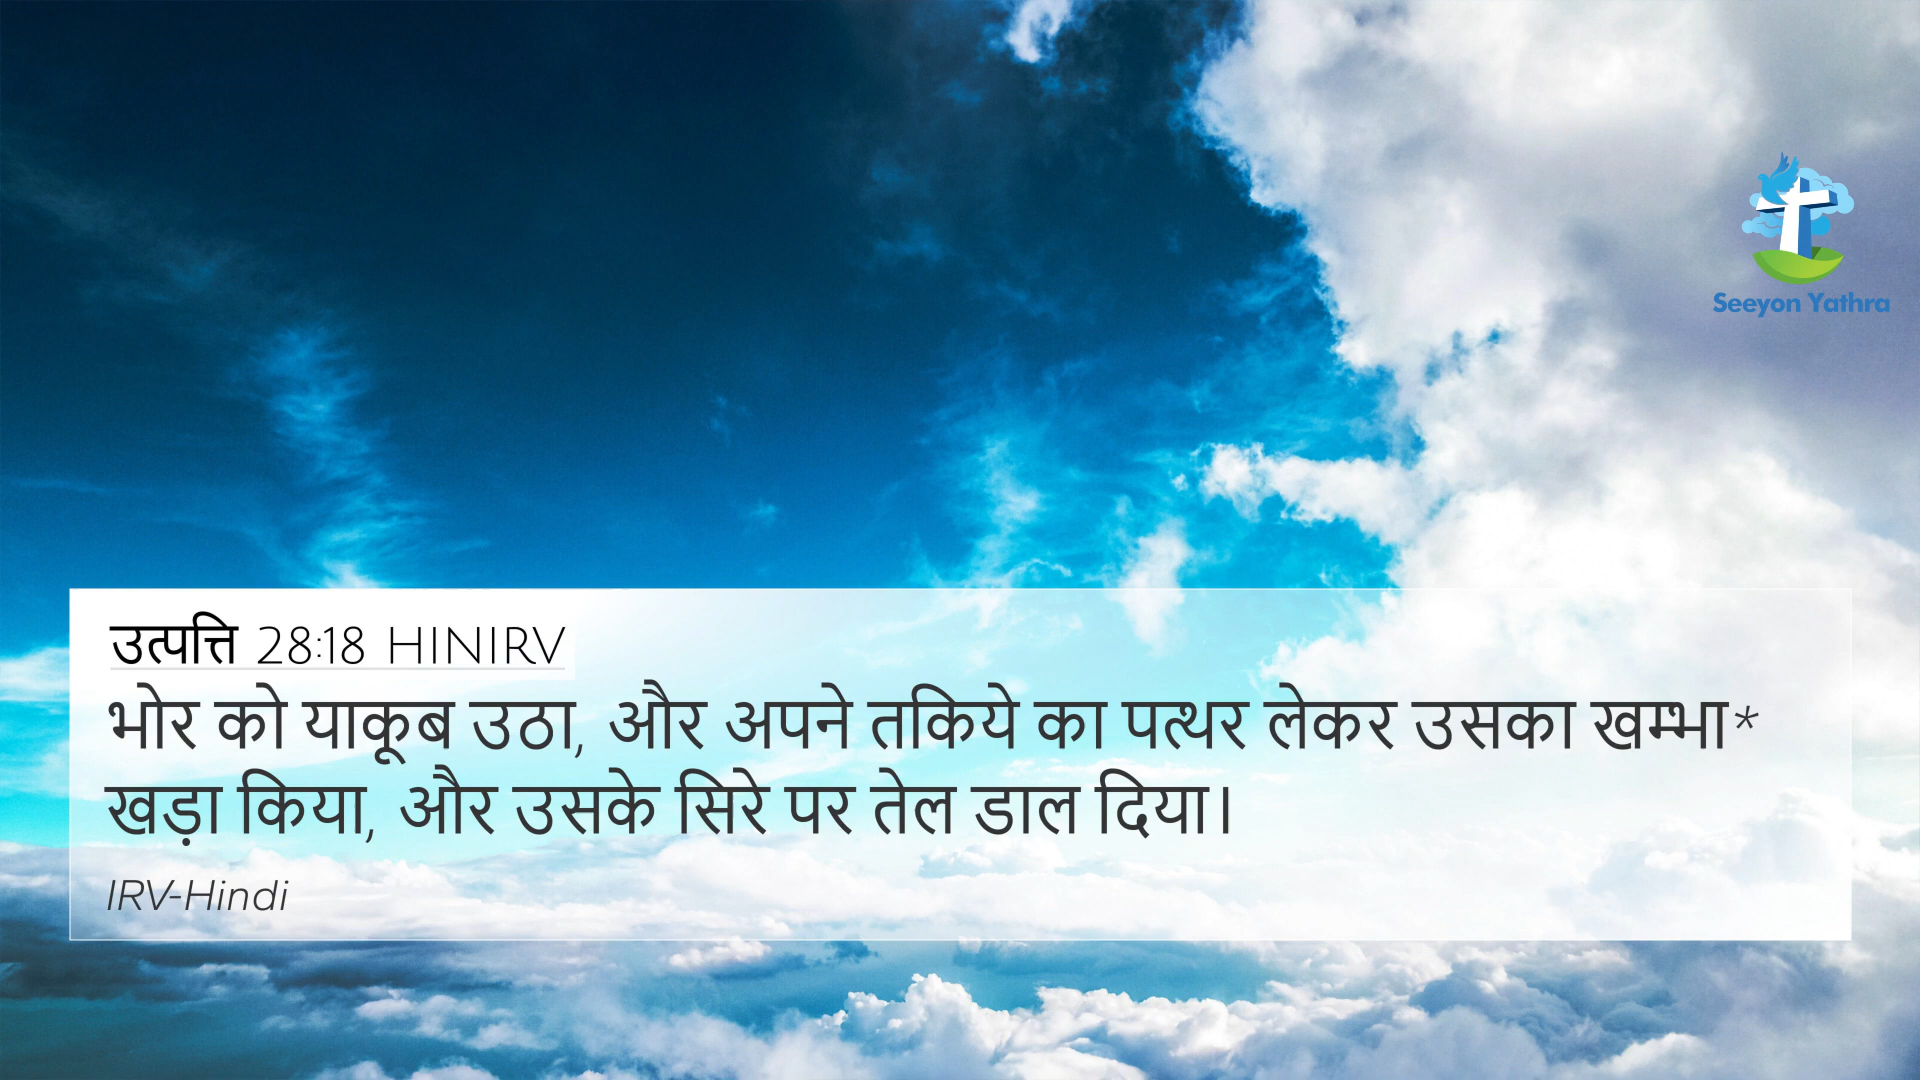 Seeyon Yathra
उत्पत्ति 28:18 HINIRV
भोर को याकूब उठा, और अपने तकिये का पत्थर लेकर उसका खम्भा*
खड़ा किया, और उसके सिरे पर तेल डाल दिया।
IRV-Hindi